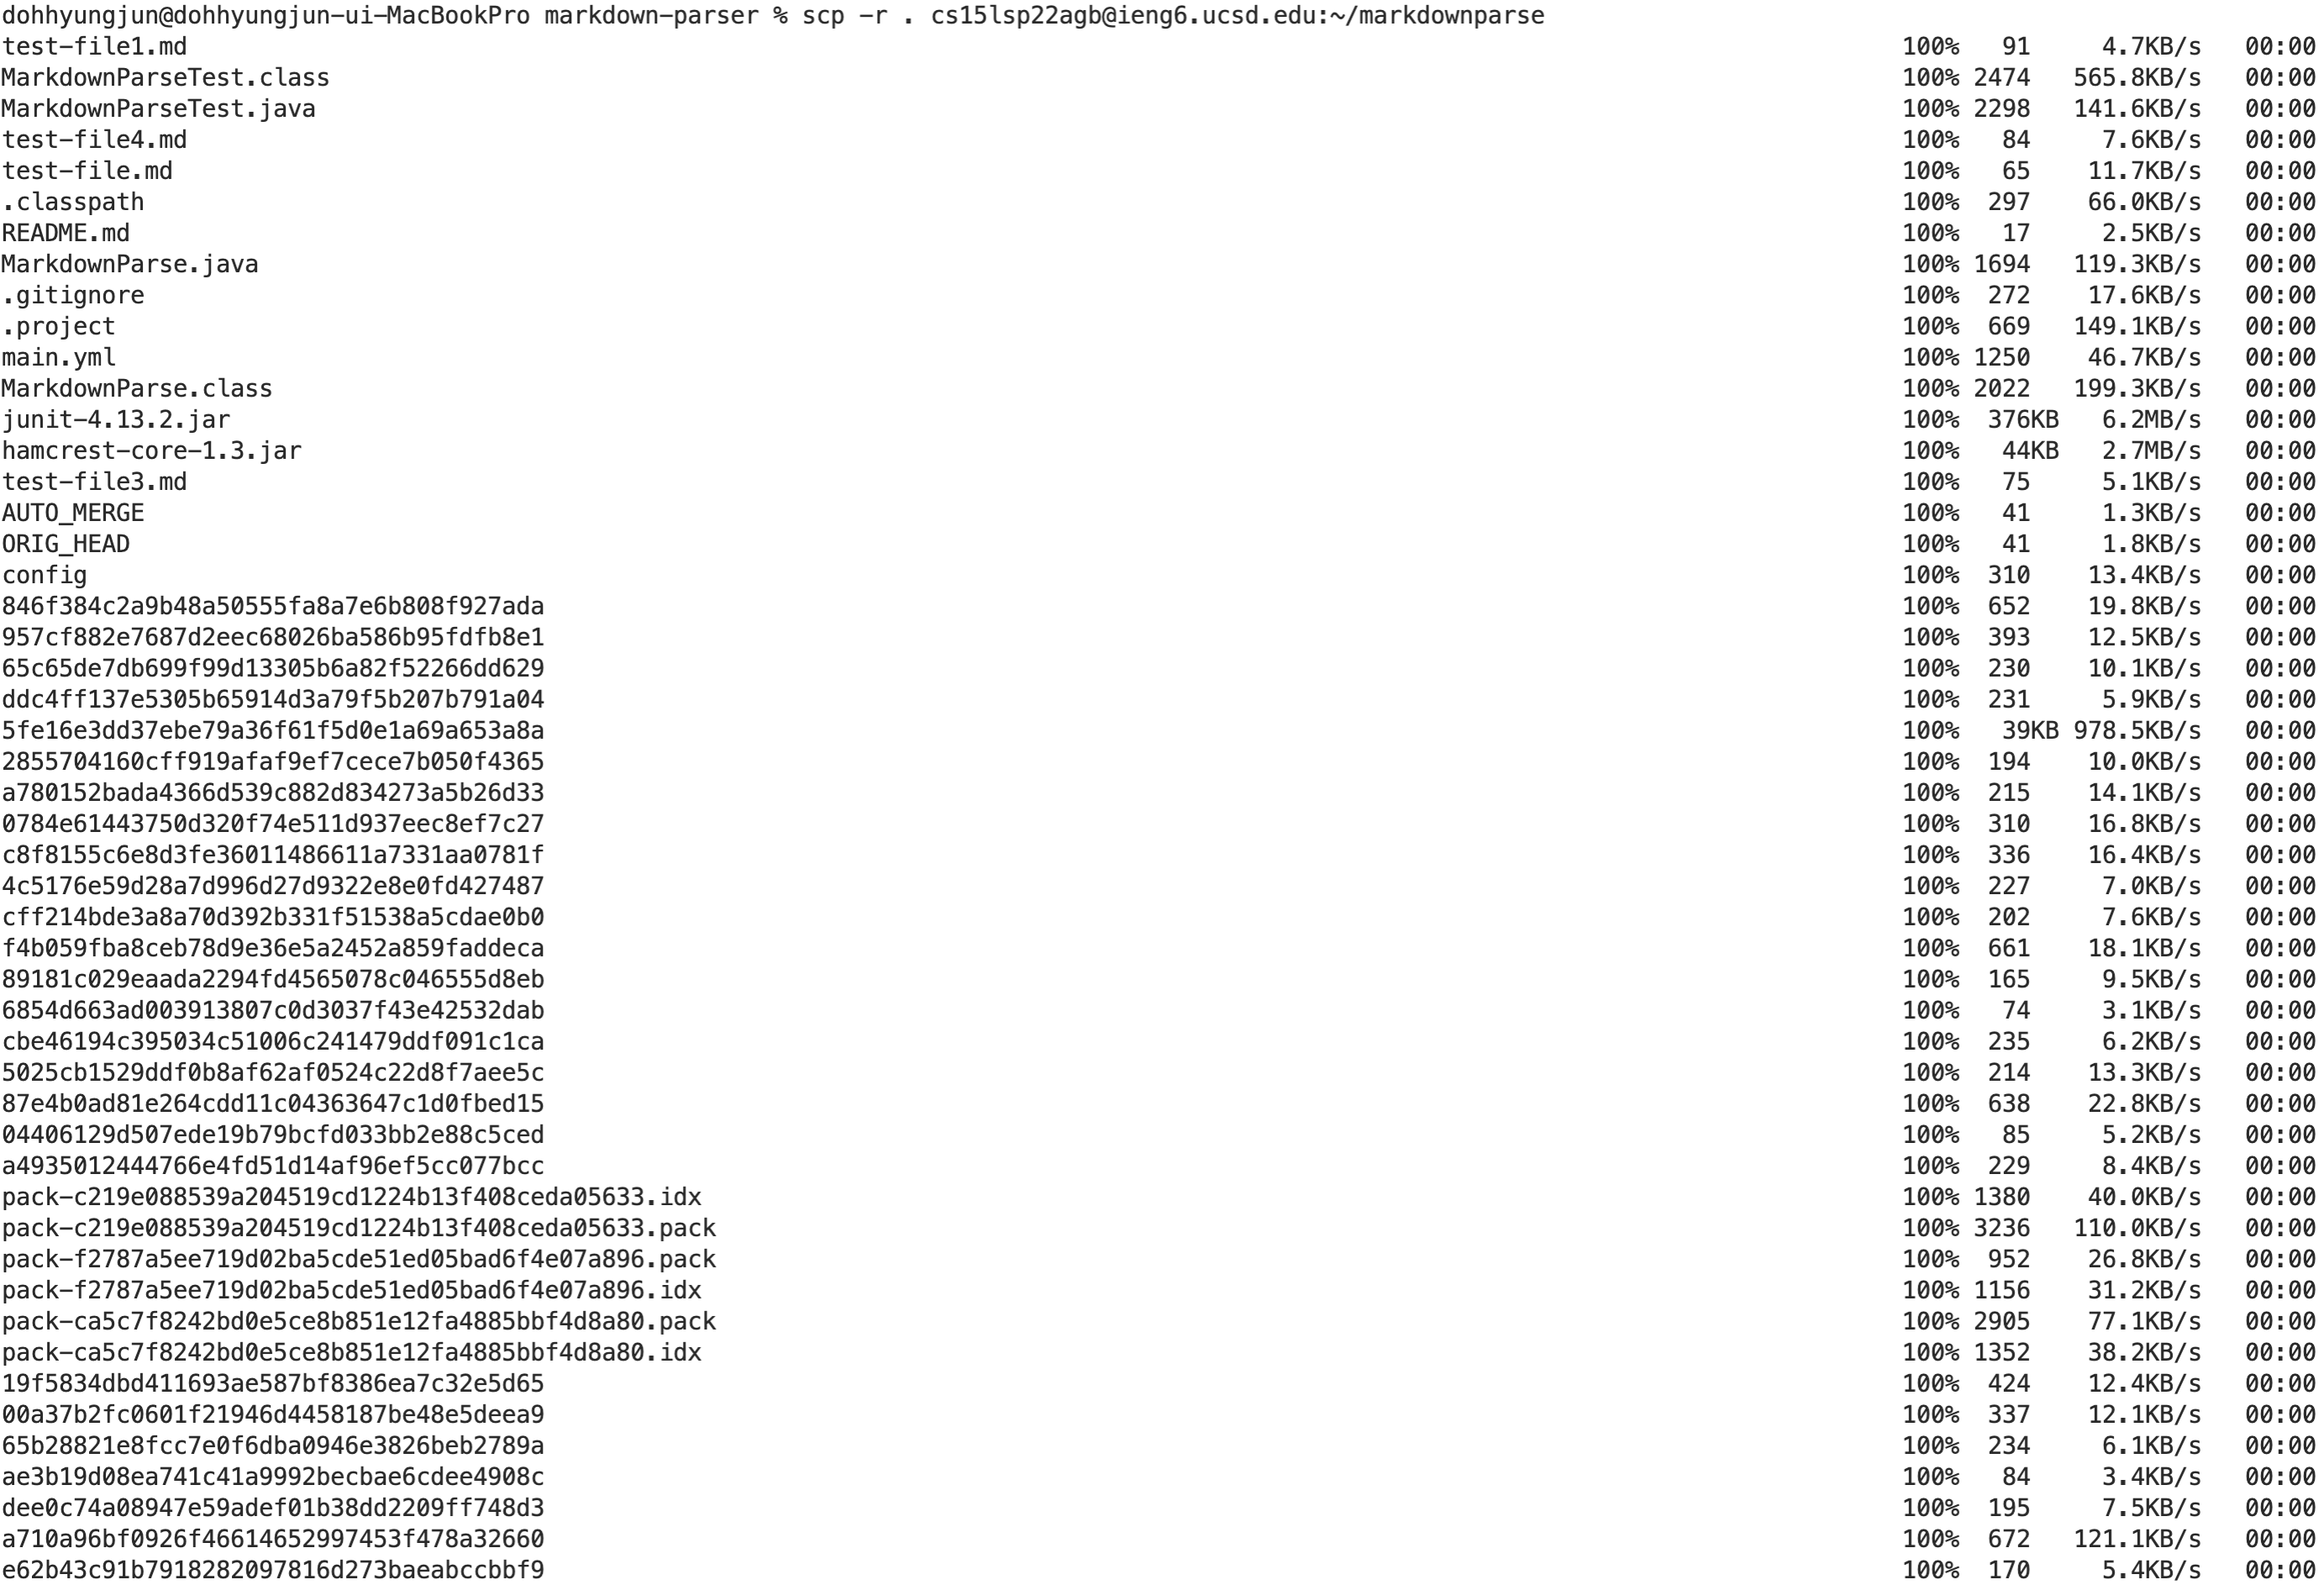 dohhyungjun@dohhyungjun-ui-MacBookPro markdown-parser % scp -r . cs15lsp22agb@ieng6.ucsd.edu:~/markdownparse
test-file1.md 100% 91 4.7KB/s 00:00
MarkdownParseTest.class 100% 2474 565.8KB/s 00:00
MarkdownParseTest.java 100% 2298 141.6KB/s 00:00
test-file4.md 100% 84 7.6KB/s 00:00
test-file.md 100% 65 11.7KB/s 00:00
.classpath 100% 297 66.0KB/s 00:00
README.md 100% 17 2.5KB/s 00:00
MarkdownParse.java 100% 1694 119.3KB/s 00:00
.gitignore 100% 272 17.6KB/s 00:00
.project 100% 669 149.1KB/s 00:00
main.yml 100% 1250 46.7KB/s 00:00
MarkdownParse.class 100% 2022 199.3KB/s 00:00
junit-4.13.2.jar 100% 376KB 6.2MB/s 00:00
hamcrest-core-1.3.jar 100% 44KB 2.7MB/s 00:00
test-file3.md 100% 75 5.1KB/s 00:00
AUTO_MERGE 100% 41 1.3KB/s 00:00
ORIG_HEAD 100% 41 1.8KB/s 00:00
config 100% 310 13.4KB/s 00:00
846f384c2a9b48a50555fa8a7e6b808f927ada 100% 652 19.8KB/s 00:00
957cf882e7687d2eec68026ba586b95fdfb8e1 100% 393 12.5KB/s 00:00
65c65de7db699f99d13305b6a82f52266dd629 100% 230 10.1KB/s 00:00
ddc4ff137e5305b65914d3a79f5b207b791a04 100% 231 5.9KB/s 00:00
5fe16e3dd37ebe79a36f61f5d0e1a69a653a8a 100% 39KB 978.5KB/s 00:00
2855704160cff919afaf9ef7cece7b050f4365 100% 194 10.0KB/s 00:00
a780152bada4366d539c882d834273a5b26d33 100% 215 14.1KB/s 00:00
0784e61443750d320f74e511d937eec8ef7c27 100% 310 16.8KB/s 00:00
c8f8155c6e8d3fe36011486611a7331aa0781f 100% 336 16.4KB/s 00:00
4c5176e59d28a7d996d27d9322e8e0fd427487 100% 227 7.0KB/s 00:00
cff214bde3a8a70d392b331f51538a5cdae0b0 100% 202 7.6KB/s 00:00
f4b059fba8ceb78d9e36e5a2452a859faddeca 100% 661 18.1KB/s 00:00
89181c029eaada2294fd4565078c046555d8eb 100% 165 9.5KB/s 00:00
6854d663ad003913807c0d3037f43e42532dab 100% 74 3.1KB/s 00:00
cbe46194c395034c51006c241479ddf091c1ca 100% 235 6.2KB/s 00:00
5025cb1529ddf0b8af62af0524c22d8f7aee5c 100% 214 13.3KB/s 00:00
87e4b0ad81e264cdd11c04363647c1d0fbed15 100% 638 22.8KB/s 00:00
04406129d507ede19b79bcfd033bb2e88c5ced 100% 85 5.2KB/s 00:00
a4935012444766e4fd51d14af96ef5cc077bcc 100% 229 8.4KB/s 00:00
pack-c219e088539a204519cd1224b13f408ceda05633.idx 100% 1380 40.0KB/s 00:00
pack-c219e088539a204519cd1224b13f408ceda05633.pack 100% 3236 110.0KB/s 00:00
pack-f2787a5ee719d02ba5cde51ed05bad6f4e07a896.pack 100% 952 26.8KB/s 00:00
pack-f2787a5ee719d02ba5cde51ed05bad6f4e07a896.idx 100% 1156 31.2KB/s 00:00
pack-ca5c7f8242bd0e5ce8b851e12fa4885bbf4d8a80.pack 100% 2905 77.1KB/s 00:00
pack-ca5c7f8242bd0e5ce8b851e12fa4885bbf4d8a80.idx 100% 1352 38.2KB/s 00:00
19f5834dbd411693ae587bf8386ea7c32e5d65 100% 424 12.4KB/s 00:00
00a37b2fc0601f21946d4458187be48e5deea9 100% 337 12.1KB/s 00:00
65b28821e8fcc7e0f6dba0946e3826beb2789a 100% 234 6.1KB/s 00:00
ae3b19d08ea741c41a9992becbae6cdee4908c 100% 84 3.4KB/s 00:00
dee0c74a08947e59adef01b38dd2209ff748d3 100% 195 7.5KB/s 00:00
a710a96bf0926f46614652997453f478a32660 100% 672 121.1KB/s 00:00
e62b43c91b7918282097816d273baeabccbbf9 100% 170 5.4KB/s 00:00